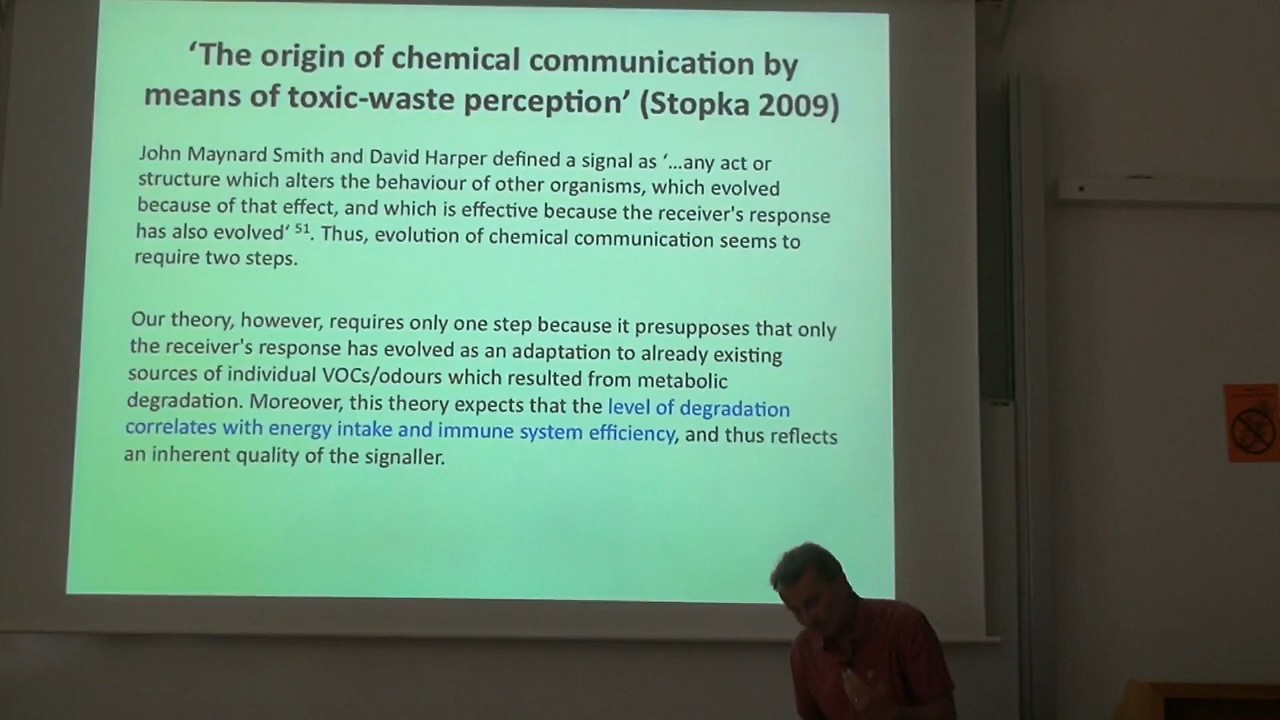 ‘The origin of chemical communication by
means of toxic-waste perception’ (Stopka 2009)
John Maynard Smith and David Harper defined a signal as ‘...any act or
structure which alters the behaviour of other organisms, which evolved
because of that effect, and which is effective because the receiver's response
has also evolved‘ ⁵¹. Thus, evolution of chemical communication seems to
require two steps.
Our theory, however, requires only one step because it presupposes that only
the receiver's response has evolved as an adaptation to already existing
sources of individual VOCs/odours which resulted from metabolic
degradation. Moreover, this theory expects that the level of degradation
correlates with energy intake and immune system efficiency, and thus reflects
an inherent quality of the signaller.